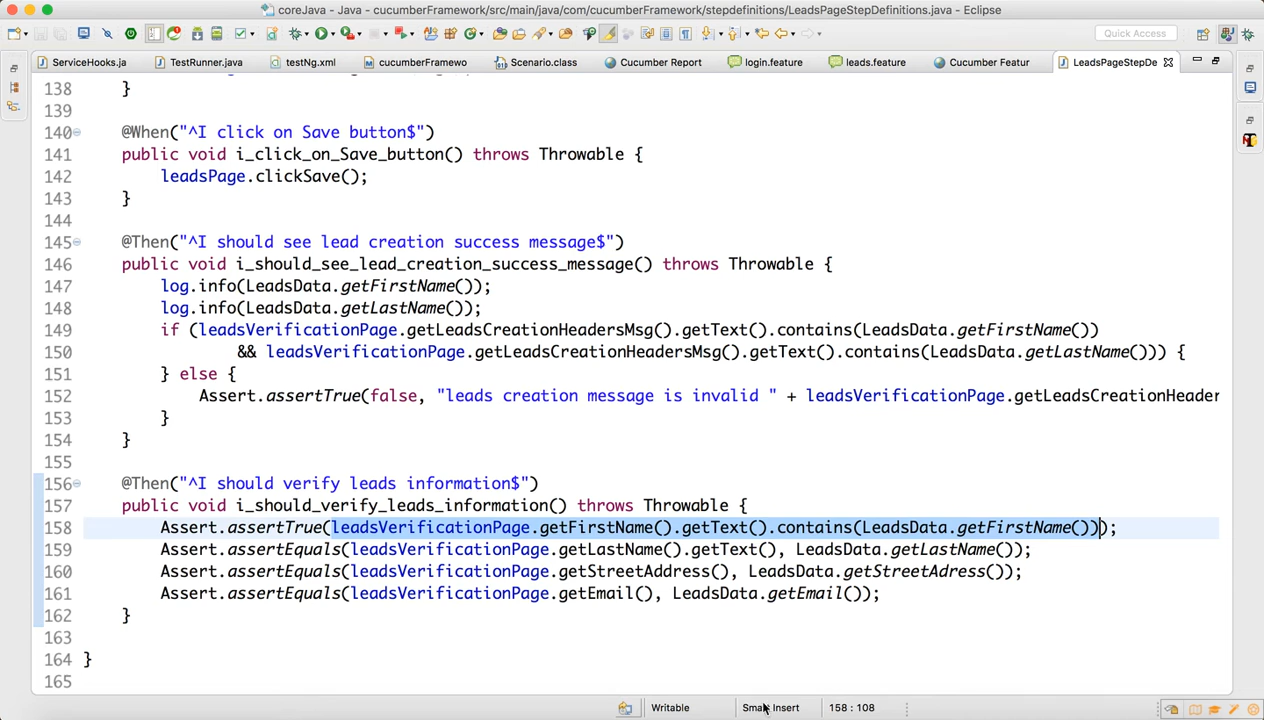 coreJava - Java - cucumberFramework/src/main/java/com/cucumberFramework/stepdefinitions/LeadsPageStepDefinitions.java - Eclipse
Quick Access
ServiceHooks.ja TestRunner.java testNg.xml cucumberFramewo Scenario.class Cucumber Report login.feature leads.feature Cucumber Featur LeadsPageStepDe
138 }
139
140 @When("^I click on Save button$")
141 public void i_click_on_Save_button() throws Throwable {
142 leadsPage.clickSave();
143 }
144
145 @Then("^I should see lead creation success message$")
146 public void i_should_see_lead_creation_success_message() throws Throwable {
147 log.info(LeadsData.getFirstName());
148 log.info(LeadsData.getLastName());
149 if (leadsVerificationPage.getLeadsCreationHeadersMsg().getText().contains(LeadsData.getFirstName())
150 && leadsVerificationPage.getLeadsCreationHeadersMsg().getText().contains(LeadsData.getLastName())) {
151 } else {
152 Assert.assertTrue(false, "leads creation message is invalid " + leadsVerificationPage.getLeadsCreationHeader
153 }
154 }
155
156 @Then("^I should verify leads information$")
157 public void i_should_verify_leads_information() throws Throwable {
158 Assert.assertTrue(leadsVerificationPage.getFirstName().getText().contains(LeadsData.getFirstName()));
159 Assert.assertEquals(leadsVerificationPage.getLastName().getText(), LeadsData.getLastName());
160 Assert.assertEquals(leadsVerificationPage.getStreetAddress(), LeadsData.getStreetAdress());
161 Assert.assertEquals(leadsVerificationPage.getEmail(), LeadsData.getEmail());
162 }
163
164 }
165
Writable Smart Insert 158 : 108